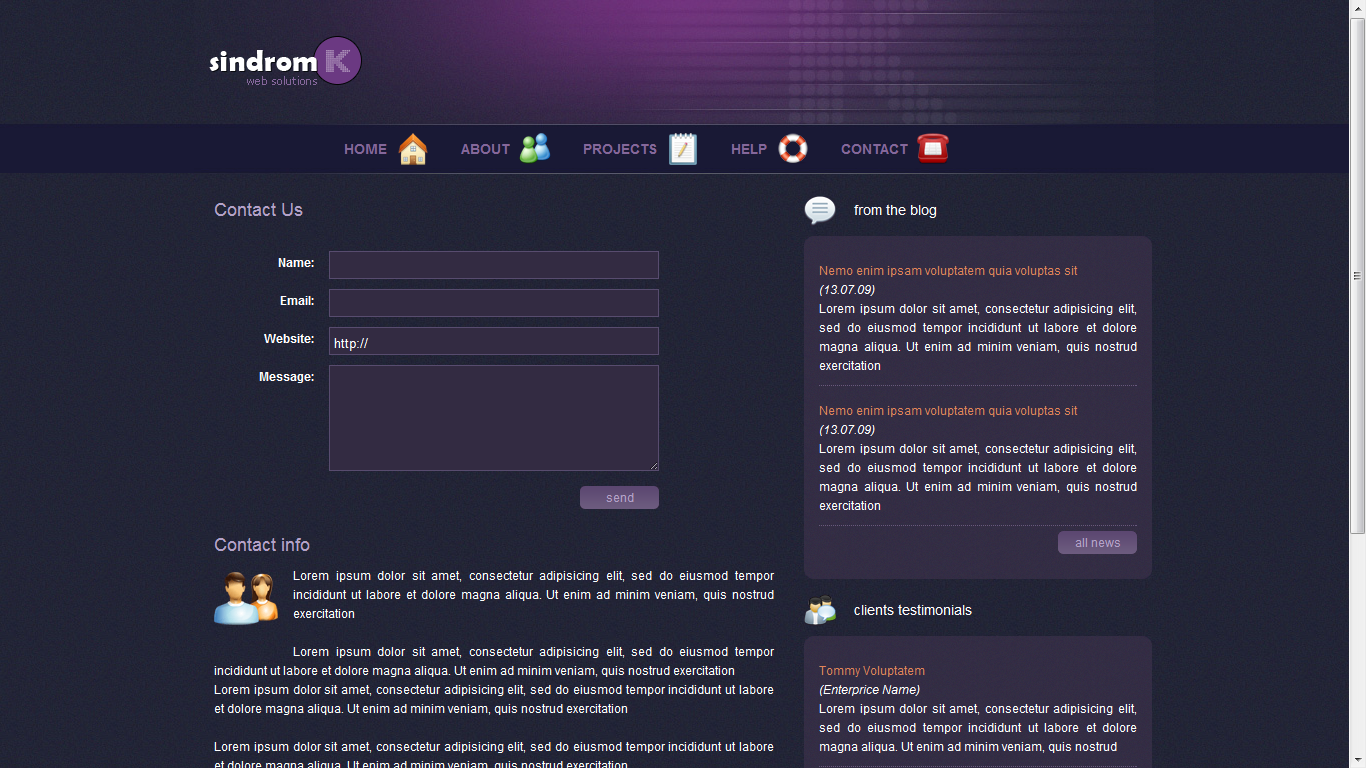 sindrom K
web solutions
HOME ABOUT PROJECTS HELP CONTACT
Contact Us
Name:
Email:
Website:
http://
Message:
send
Contact info
Lorem ipsum dolor sit amet, consectetur adipisicing elit, sed do eiusmod tempor
incididunt ut labore et dolore magna aliqua. Ut enim ad minim veniam, quis nostrud
exercitation
Lorem ipsum dolor sit amet, consectetur adipisicing elit, sed do eiusmod tempor
incididunt ut labore et dolore magna aliqua. Ut enim ad minim veniam, quis nostrud exercitation
Lorem ipsum dolor sit amet, consectetur adipisicing elit, sed do eiusmod tempor incididunt ut labore
et dolore magna aliqua. Ut enim ad minim veniam, quis nostrud exercitation
Lorem ipsum dolor sit amet, consectetur adipisicing elit, sed do eiusmod tempor incididunt ut labore
et dolore magna aliqua. Ut enim ad minim veniam, quis nostrud exercitation
from the blog
Nemo enim ipsam voluptatem quia voluptas sit
(13.07.09)
Lorem ipsum dolor sit amet, consectetur adipisicing elit,
sed do eiusmod tempor incididunt ut labore et dolore
magna aliqua. Ut enim ad minim veniam, quis nostrud
exercitation
Nemo enim ipsam voluptatem quia voluptas sit
(13.07.09)
Lorem ipsum dolor sit amet, consectetur adipisicing elit,
sed do eiusmod tempor incididunt ut labore et dolore
magna aliqua. Ut enim ad minim veniam, quis nostrud
exercitation
all news
clients testimonials
Tommy Voluptatem
(Enterprice Name)
Lorem ipsum dolor sit amet, consectetur adipisicing elit,
sed do eiusmod tempor incididunt ut labore et dolore
magna aliqua. Ut enim ad minim veniam, quis nostrud